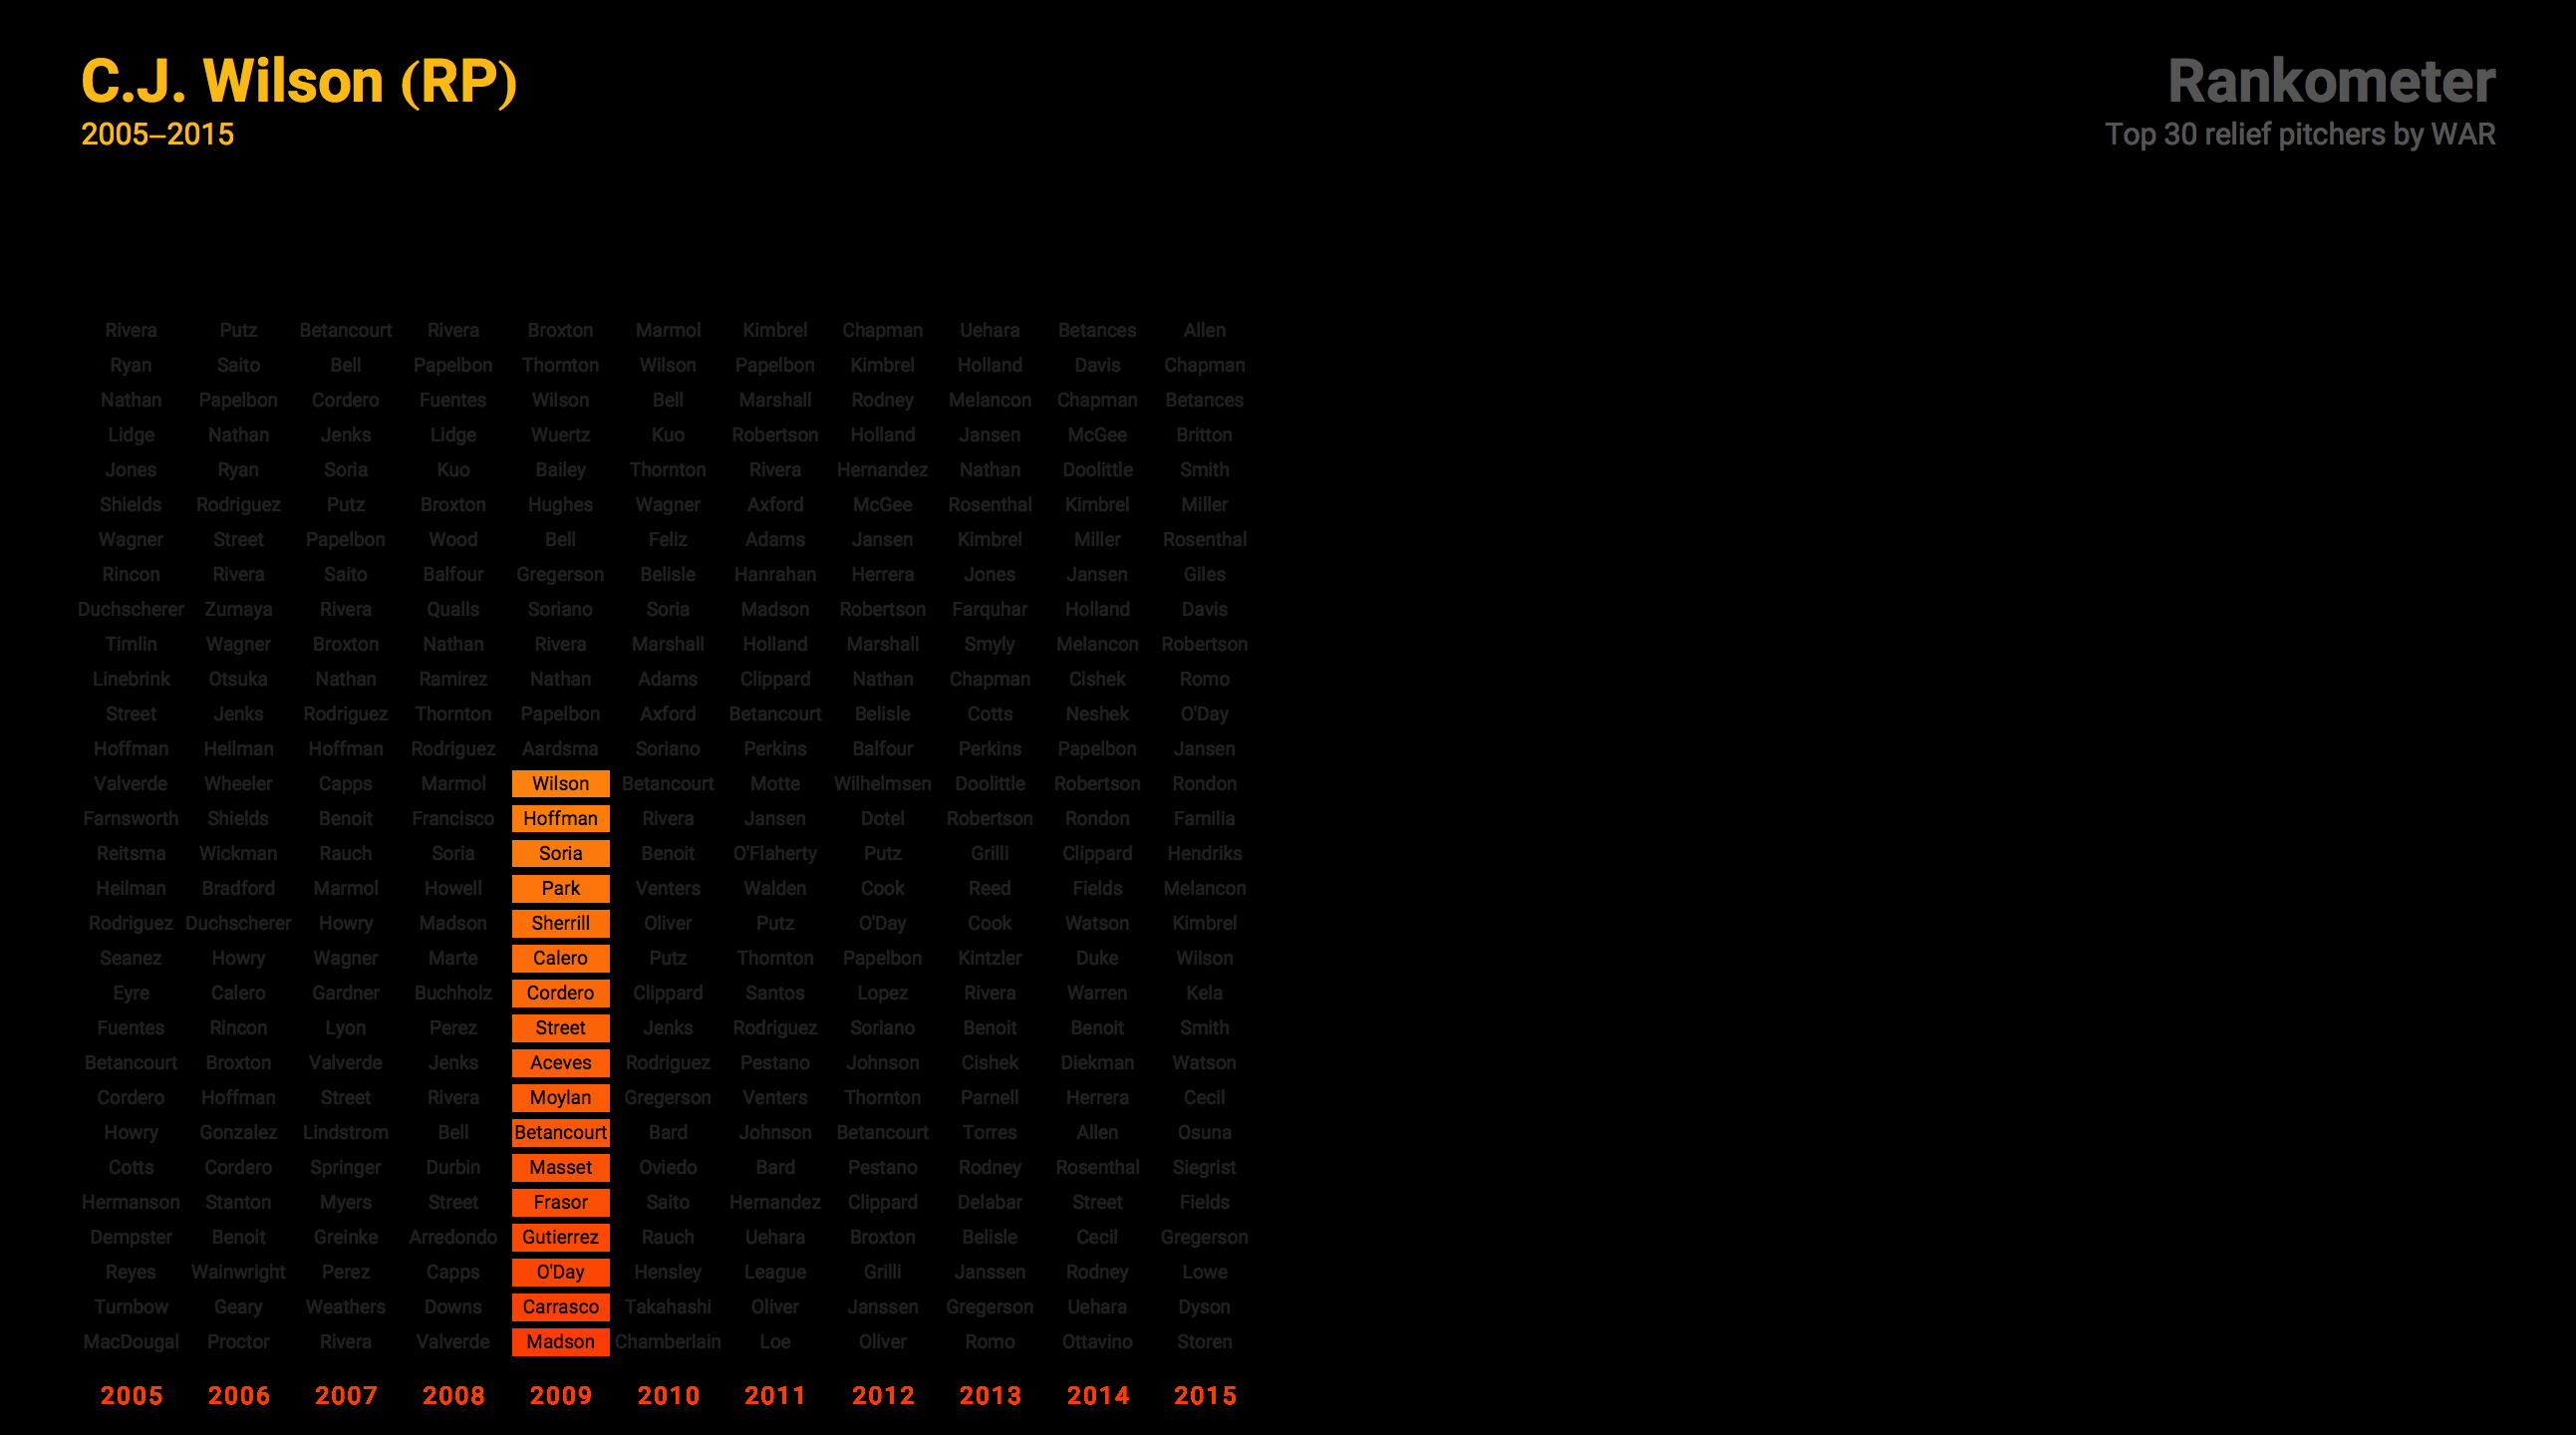 C.J. Wilson (RP)
2005–2015
Rankometer
Top 30 relief pitchers by WAR
Rivera Putz Betancourt Rivera Broxton Marmol Kimbrel Chapman Uehara Betances Allen
Ryan Saito Bell Papelbon Thornton Wilson Papelbon Kimbrel Holland Davis Chapman
Nathan Papelbon Cordero Fuentes Wilson Bell Marshall Rodney Melancon Chapman Betances
Lidge Nathan Jenks Lidge Wuertz Kuo Robertson Holland Jansen McGee Britton
Jones Ryan Soria Kuo Bailey Thornton Rivera Hernandez Nathan Doolittle Smith
Shields Rodriguez Putz Broxton Hughes Wagner Axford McGee Rosenthal Kimbrel Miller
Wagner Street Papelbon Wood Bell Feliz Adams Jansen Kimbrel Miller Rosenthal
Rincon Rivera Saito Balfour Gregerson Belisle Hanrahan Herrera Jones Jansen Giles
Duchscherer Zumaya Rivera Qualls Soriano Soria Madson Robertson Farquhar Holland Davis
Timlin Wagner Broxton Nathan Rivera Marshall Holland Marshall Smyly Melancon Robertson
Linebrink Otsuka Nathan Ramirez Nathan Adams Clippard Nathan Chapman Cishek Romo
Street Jenks Rodriguez Thornton Papelbon Axford Betancourt Belisle Cotts Neshek O'Day
Hoffman Heilman Hoffman Rodriguez Aardsma Soriano Perkins Balfour Perkins Papelbon Jansen
Valverde Wheeler Capps Marmol Wilson Betancourt Motte Wilhelmsen Doolittle Robertson Rondon
Farnsworth Shields Benoit Francisco Hoffman Rivera Jansen Dotel Robertson Rondon Familia
Reitsma Wickman Rauch Soria Soria Benoit O'Flaherty Putz Grilli Clippard Hendriks
Heilman Bradford Marmol Howell Park Venters Walden Cook Reed Fields Melancon
Rodriguez Duchscherer Howry Madson Sherrill Oliver Putz O'Day Cook Watson Kimbrel
Seanez Howry Wagner Marte Calero Putz Thornton Papelbon Kintzler Duke Wilson
Eyre Calero Gardner Buchholz Cordero Clippard Santos Lopez Rivera Warren Kela
Fuentes Rincon Lyon Perez Street Jenks Rodriguez Soriano Benoit Benoit Smith
Betancourt Broxton Valverde Jenks Aceves Rodriguez Pestano Johnson Cishek Diekman Watson
Cordero Hoffman Street Rivera Moylan Gregerson Venters Thornton Parnell Herrera Cecil
Howry Gonzalez Lindstrom Bell Betancourt Bard Johnson Betancourt Torres Allen Osuna
Cotts Cordero Springer Durbin Masset Oviedo Bard Pestano Rodney Rosenthal Siegrist
Hermanson Stanton Myers Street Frasor Saito Hernandez Clippard Delabar Street Fields
Dempster Benoit Greinke Arredondo Gutierrez Rauch Uehara Broxton Belisle Cecil Gregerson
Reyes Wainwright Perez Capps O'Day Hensley League Grilli Janssen Rodney Lowe
Turnbow Geary Weathers Downs Carrasco Takahashi Oliver Janssen Gregerson Uehara Dyson
MacDougal Proctor Rivera Valverde Madson Chamberlain Loe Oliver Romo Ottavino Storen
2005 2006 2007 2008 2009 2010 2011 2012 2013 2014 2015